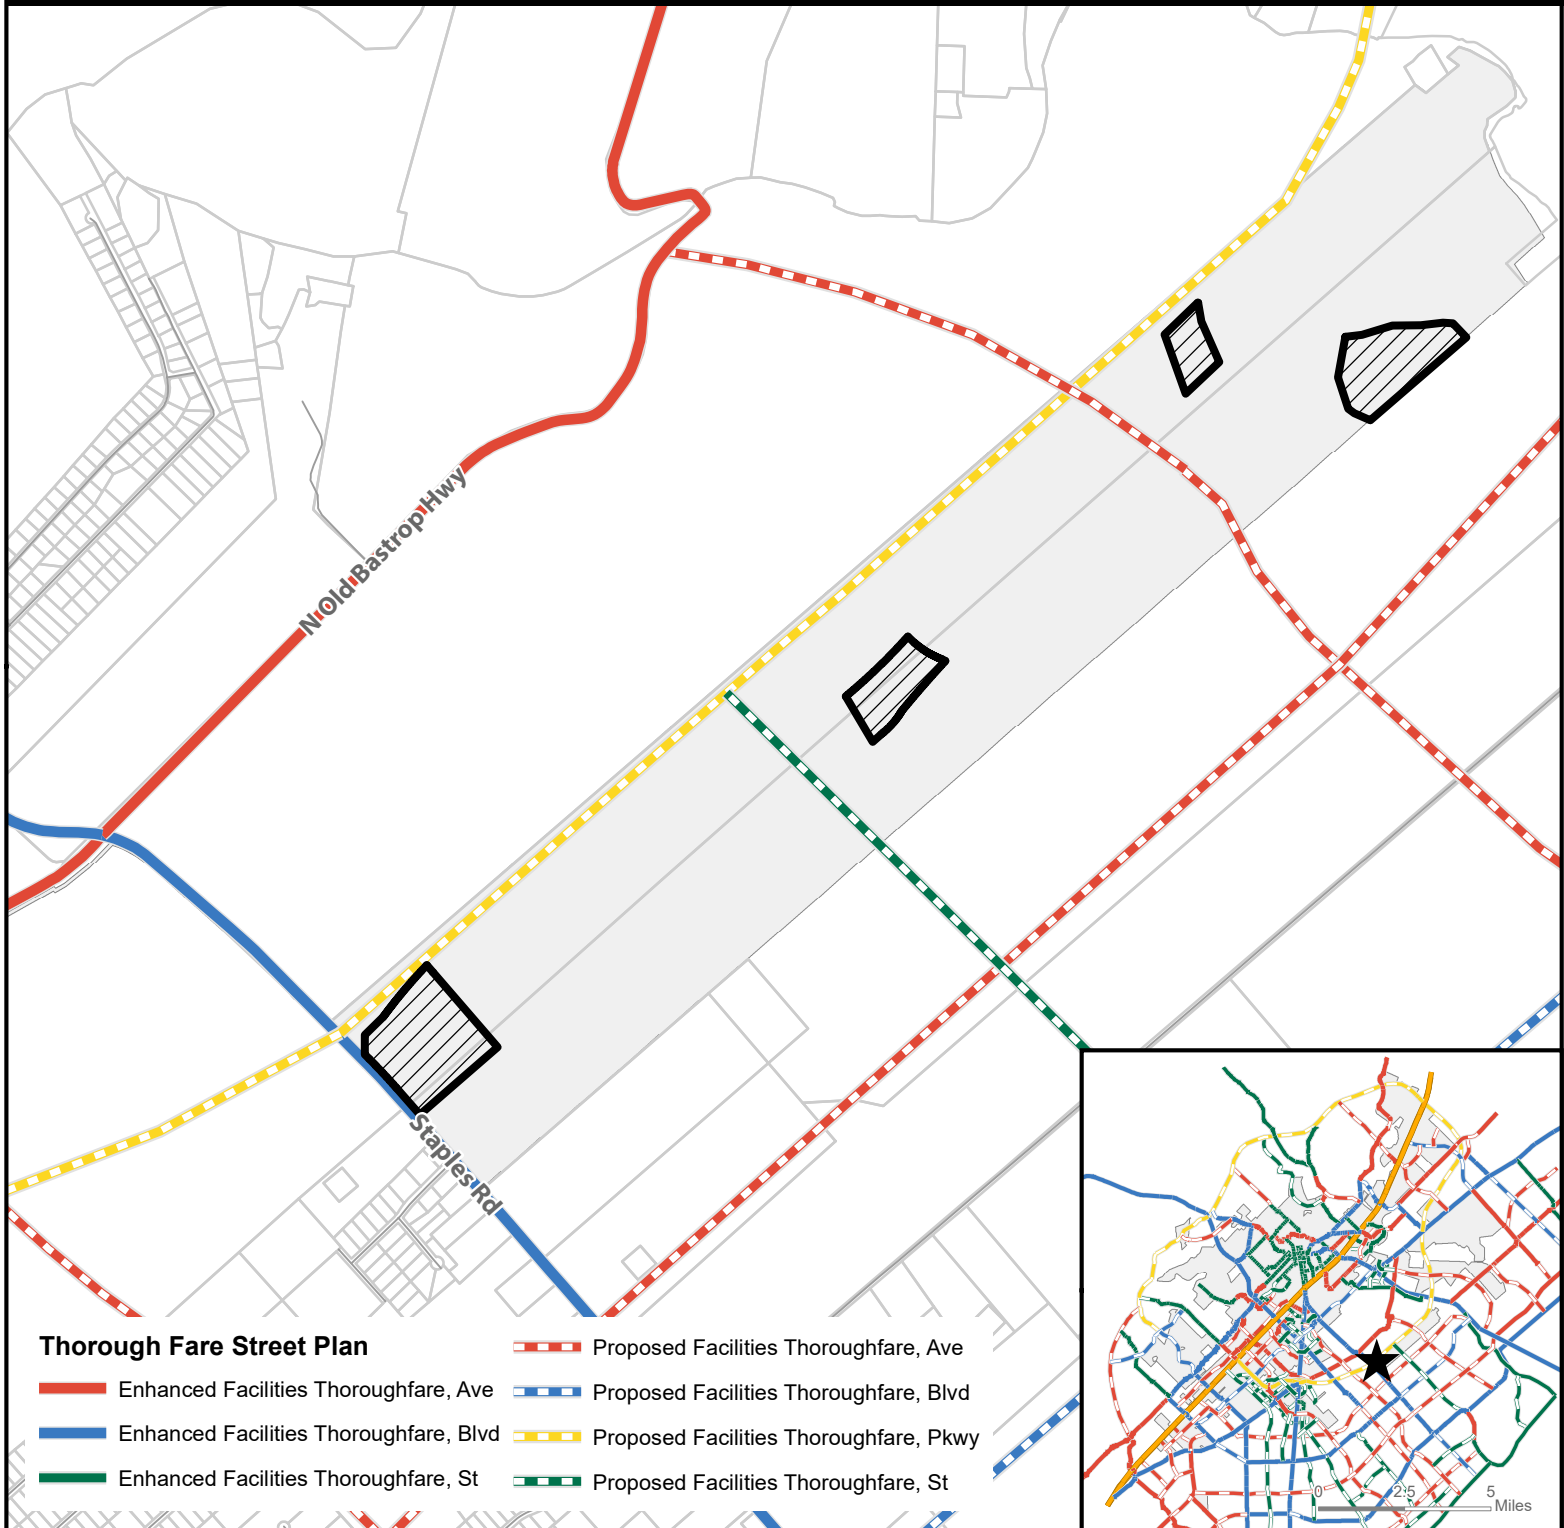 N Old Bastrop Hwy
Staples Rd
Thorough Fare Street Plan
Enhanced Facilities Thoroughfare, Ave
Enhanced Facilities Thoroughfare, Blvd
Enhanced Facilities Thoroughfare, St
Proposed Facilities Thoroughfare, Ave
Proposed Facilities Thoroughfare, Blvd
Proposed Facilities Thoroughfare, Pkwy
Proposed Facilities Thoroughfare, St
0 2.5 5
Miles